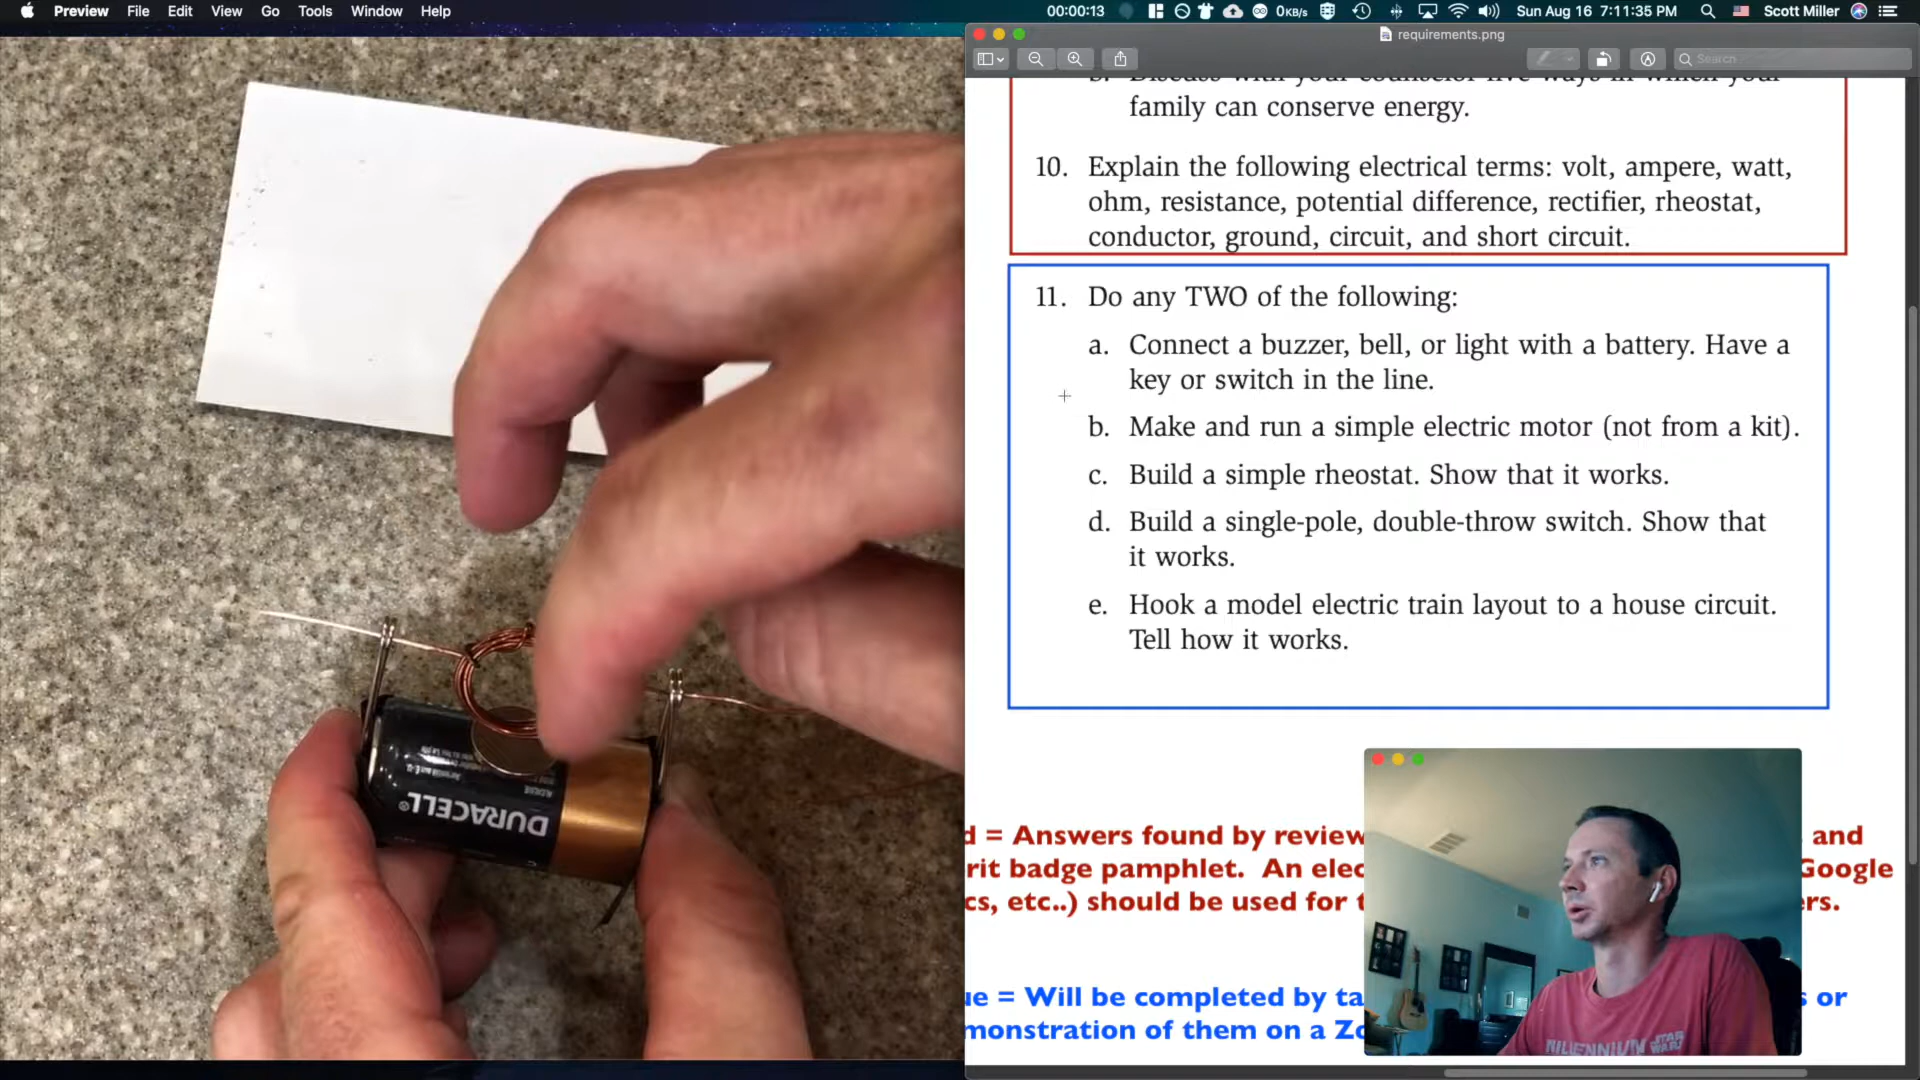 Preview File Edit View Go Tools Window Help
00:00:13 0KB/s Sun Aug 16 7:11:35 PM Scott Miller
requirements.png
Search
family can conserve energy.
10. Explain the following electrical terms: volt, ampere, watt,
ohm, resistance, potential difference, rectifier, rheostat,
conductor, ground, circuit, and short circuit.
11. Do any TWO of the following:
a. Connect a buzzer, bell, or light with a battery. Have a
key or switch in the line.
b. Make and run a simple electric motor (not from a kit).
c. Build a simple rheostat. Show that it works.
d. Build a single-pole, double-throw switch. Show that
it works.
e. Hook a model electric train layout to a house circuit.
Tell how it works.
d = Answers found by review and
rit badge pamphlet. An elec Google
cs, etc..) should be used for t ers.
ue = Will be completed by ta s or
monstration of them on a Zo
DURACELL®
MILLENNIUM
STAR WARS